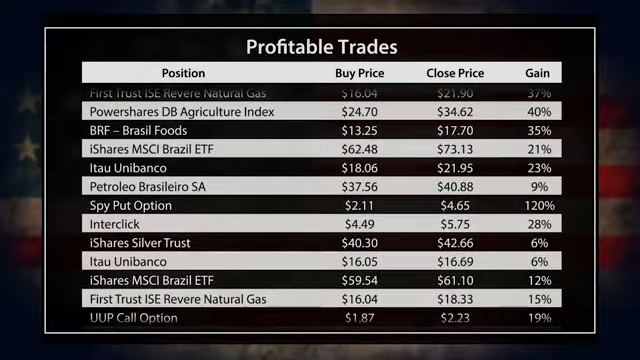 Profitable Trades
Position Buy Price Close Price Gain
First Trust ISE Revere Natural Gas $16.04 $21.90 37%
Powershares DB Agriculture Index $24.70 $34.62 40%
BRF – Brasil Foods $13.25 $17.70 35%
iShares MSCI Brazil ETF $62.48 $73.13 21%
Itau Unibanco $18.06 $21.95 23%
Petroleo Brasileiro SA $37.56 $40.88 9%
Spy Put Option $2.11 $4.65 120%
Interclick $4.49 $5.75 28%
iShares Silver Trust $40.30 $42.66 6%
Itau Unibanco $16.05 $16.69 6%
iShares MSCI Brazil ETF $59.54 $61.10 12%
First Trust ISE Revere Natural Gas $16.04 $18.33 15%
UUP Call Option $1.87 $2.23 19%